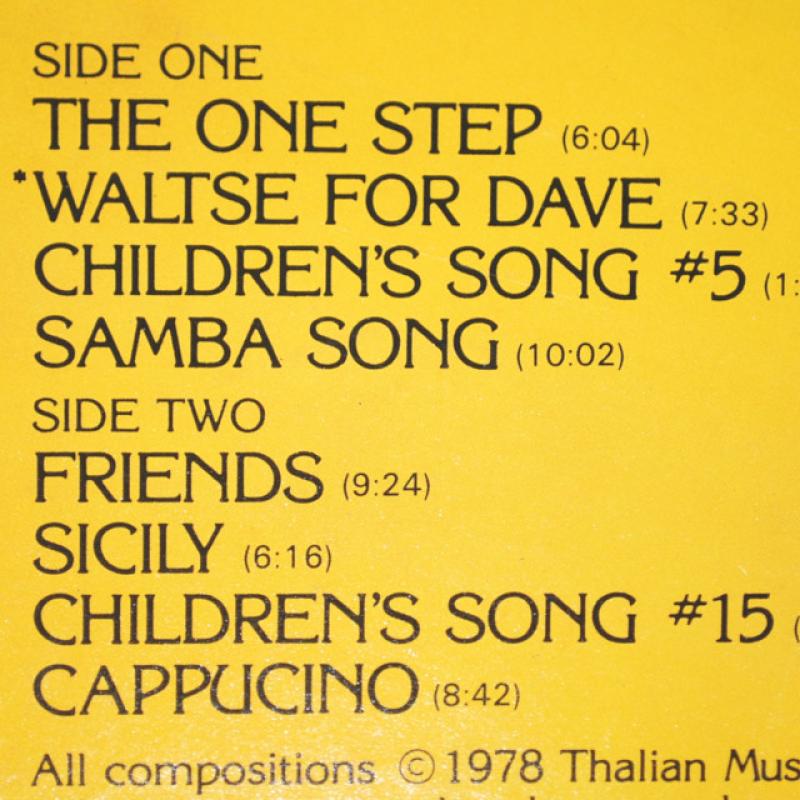 SIDE ONE
THE ONE STEP (6:04)
*WALTSE FOR DAVE (7:33)
CHILDREN'S SONG #5 (1:
SAMBA SONG (10:02)
SIDE TWO
FRIENDS (9:24)
SICILY (6:16)
CHILDREN'S SONG #15 (
CAPPUCINO (8:42)
All compositions ©1978 Thalian Mus